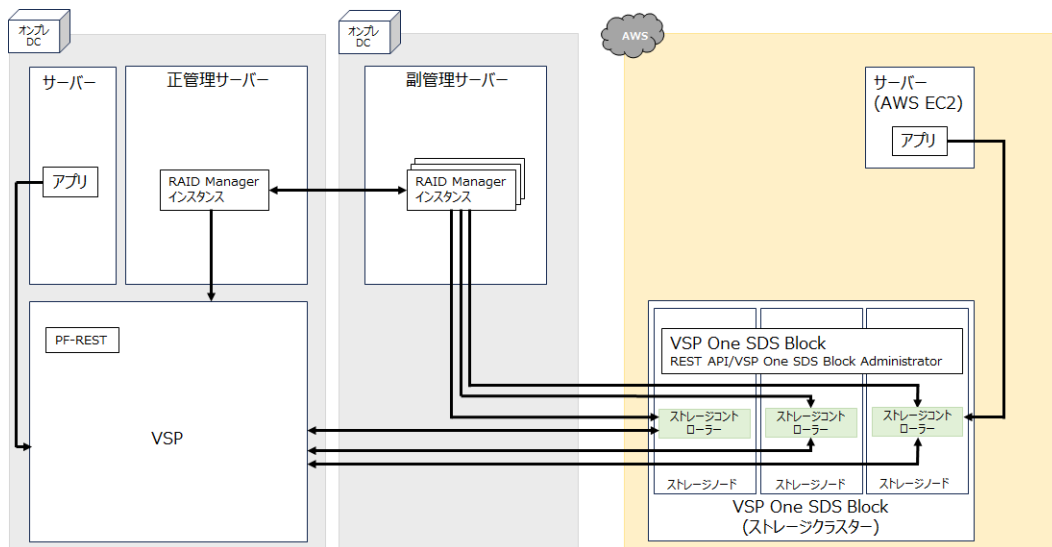 オンプレ
DC
サーバー
アプリ
正管理サーバー
RAID Manager
インスタンス
PF-REST
VSP
オンプレ
DC
副管理サーバー
RAID Manager
インスタンス
AWS
サーバー
(AWS EC2)
アプリ
VSP One SDS Block
REST API/VSP One SDS Block Administrator
ストレージコント
ローラー
ストレージコント
ローラー
ストレージコント
ローラー
ストレージノード
ストレージノード
ストレージノード
VSP One SDS Block
(ストレージクラスター)